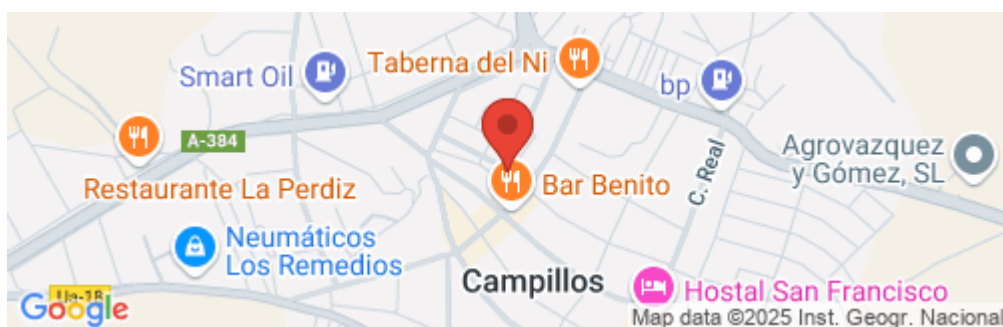 Smart Oil
Taberna del Ni
bp
A-384
Agrovazquez
y Gómez, SL
C. Real
Restaurante La Perdiz
Bar Benito
Neumáticos
Los Remedios
Campillos
Hostal San Francisco
Google
Map data ©2025 Inst. Geogr. Nacional